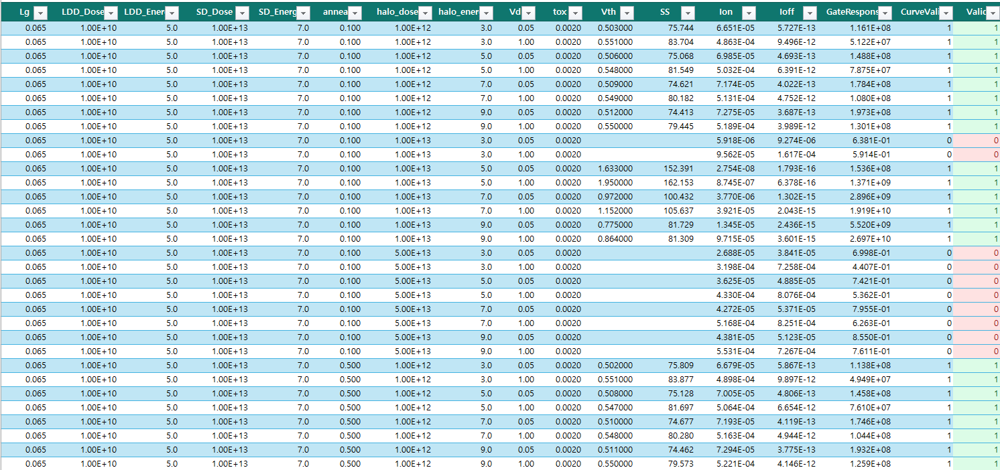 Lg LDD_Dose LDD_Ener SD_Dose SD_Energ annea halo_dose halo_ener Vd tox Vth SS Ion Ioff GateRespons CurveVali Valid
0.065 1.00E+10 5.0 1.00E+13 7.0 0.100 1.00E+12 3.0 0.05 0.0020 0.503000 75.744 6.651E-05 5.727E-13 1.161E+08 1 1
0.065 1.00E+10 5.0 1.00E+13 7.0 0.100 1.00E+12 3.0 1.00 0.0020 0.551000 83.704 4.863E-04 9.496E-12 5.122E+07 1 1
0.065 1.00E+10 5.0 1.00E+13 7.0 0.100 1.00E+12 5.0 0.05 0.0020 0.506000 75.068 6.985E-05 4.693E-13 1.488E+08 1 1
0.065 1.00E+10 5.0 1.00E+13 7.0 0.100 1.00E+12 5.0 1.00 0.0020 0.548000 81.549 5.032E-04 6.391E-12 7.875E+07 1 1
0.065 1.00E+10 5.0 1.00E+13 7.0 0.100 1.00E+12 7.0 0.05 0.0020 0.509000 74.621 7.174E-05 4.022E-13 1.784E+08 1 1
0.065 1.00E+10 5.0 1.00E+13 7.0 0.100 1.00E+12 7.0 1.00 0.0020 0.549000 80.182 5.131E-04 4.752E-12 1.080E+08 1 1
0.065 1.00E+10 5.0 1.00E+13 7.0 0.100 1.00E+12 9.0 0.05 0.0020 0.512000 74.413 7.275E-05 3.687E-13 1.973E+08 1 1
0.065 1.00E+10 5.0 1.00E+13 7.0 0.100 1.00E+12 9.0 1.00 0.0020 0.550000 79.445 5.189E-04 3.989E-12 1.301E+08 1 1
0.065 1.00E+10 5.0 1.00E+13 7.0 0.100 1.00E+13 3.0 0.05 0.0020 5.918E-06 9.274E-06 6.381E-01 0 0
0.065 1.00E+10 5.0 1.00E+13 7.0 0.100 1.00E+13 3.0 1.00 0.0020 9.562E-05 1.617E-04 5.914E-01 0 0
0.065 1.00E+10 5.0 1.00E+13 7.0 0.100 1.00E+13 5.0 0.05 0.0020 1.633000 152.391 2.754E-08 1.793E-16 1.536E+08 1 1
0.065 1.00E+10 5.0 1.00E+13 7.0 0.100 1.00E+13 5.0 1.00 0.0020 1.950000 162.153 8.745E-07 6.378E-16 1.371E+09 1 1
0.065 1.00E+10 5.0 1.00E+13 7.0 0.100 1.00E+13 7.0 0.05 0.0020 0.972000 100.432 3.770E-06 1.302E-15 2.896E+09 1 1
0.065 1.00E+10 5.0 1.00E+13 7.0 0.100 1.00E+13 7.0 1.00 0.0020 1.152000 105.637 3.921E-05 2.043E-15 1.919E+10 1 1
0.065 1.00E+10 5.0 1.00E+13 7.0 0.100 1.00E+13 9.0 0.05 0.0020 0.775000 81.729 1.345E-05 2.436E-15 5.520E+09 1 1
0.065 1.00E+10 5.0 1.00E+13 7.0 0.100 1.00E+13 9.0 1.00 0.0020 0.864000 81.309 9.715E-05 3.601E-15 2.697E+10 1 1
0.065 1.00E+10 5.0 1.00E+13 7.0 0.100 5.00E+13 3.0 0.05 0.0020 2.688E-05 3.841E-05 6.998E-01 0 0
0.065 1.00E+10 5.0 1.00E+13 7.0 0.100 5.00E+13 3.0 1.00 0.0020 3.198E-04 7.258E-04 4.407E-01 0 0
0.065 1.00E+10 5.0 1.00E+13 7.0 0.100 5.00E+13 5.0 0.05 0.0020 3.625E-05 4.885E-05 7.421E-01 0 0
0.065 1.00E+10 5.0 1.00E+13 7.0 0.100 5.00E+13 5.0 1.00 0.0020 4.330E-04 8.076E-04 5.362E-01 0 0
0.065 1.00E+10 5.0 1.00E+13 7.0 0.100 5.00E+13 7.0 0.05 0.0020 4.272E-05 5.371E-05 7.955E-01 0 0
0.065 1.00E+10 5.0 1.00E+13 7.0 0.100 5.00E+13 7.0 1.00 0.0020 5.168E-04 8.251E-04 6.263E-01 0 0
0.065 1.00E+10 5.0 1.00E+13 7.0 0.100 5.00E+13 9.0 0.05 0.0020 4.381E-05 5.123E-05 8.550E-01 0 0
0.065 1.00E+10 5.0 1.00E+13 7.0 0.100 5.00E+13 9.0 1.00 0.0020 5.531E-04 7.267E-04 7.611E-01 0 0
0.065 1.00E+10 5.0 1.00E+13 7.0 0.500 1.00E+12 3.0 0.05 0.0020 0.502000 75.809 6.679E-05 5.867E-13 1.138E+08 1 1
0.065 1.00E+10 5.0 1.00E+13 7.0 0.500 1.00E+12 3.0 1.00 0.0020 0.551000 83.877 4.898E-04 9.897E-12 4.949E+07 1 1
0.065 1.00E+10 5.0 1.00E+13 7.0 0.500 1.00E+12 5.0 0.05 0.0020 0.508000 75.128 7.005E-05 4.806E-13 1.458E+08 1 1
0.065 1.00E+10 5.0 1.00E+13 7.0 0.500 1.00E+12 5.0 1.00 0.0020 0.547000 81.697 5.064E-04 6.654E-12 7.610E+07 1 1
0.065 1.00E+10 5.0 1.00E+13 7.0 0.500 1.00E+12 7.0 0.05 0.0020 0.510000 74.677 7.193E-05 4.119E-13 1.746E+08 1 1
0.065 1.00E+10 5.0 1.00E+13 7.0 0.500 1.00E+12 7.0 1.00 0.0020 0.548000 80.280 5.163E-04 4.944E-12 1.044E+08 1 1
0.065 1.00E+10 5.0 1.00E+13 7.0 0.500 1.00E+12 9.0 0.05 0.0020 0.511000 74.462 7.294E-05 3.775E-13 1.932E+08 1 1
0.065 1.00E+10 5.0 1.00E+13 7.0 0.500 1.00E+12 9.0 1.00 0.0020 0.550000 79.573 5.221E-04 4.146E-12 1.259E+08 1 1